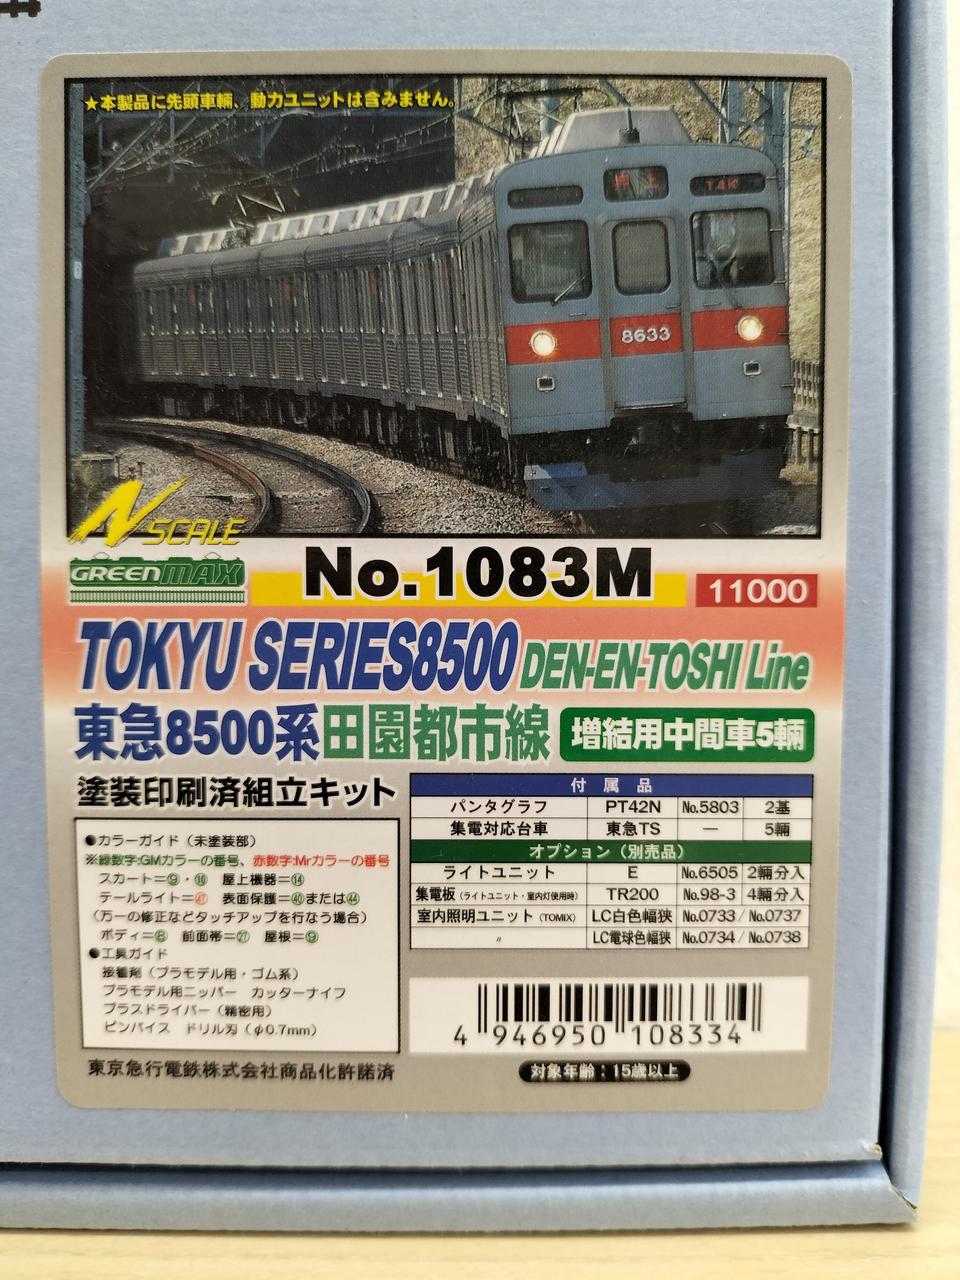 ★本製品に先頭車輛、動力ユニットは含みません。
押上 T4K
8633
N SCALE
GREENMAX
No.1083M
11000
TOKYU SERIES8500 DEN-EN-TOSHI Line
東急8500系田園都市線 増結用中間車5輛
塗装印刷済組立キット
●カラーガイド（未塗装部）
※緑数字:GMカラーの番号、赤数字:Mrカラーの番号
スカート=⑨・⑯ 屋上機器=⑭
テールライト=㊼ 表面保護=㊵または㊹
（万一の修正などタッチアップを行なう場合）
ボディ=⑧ 前面帯=㉗ 屋根=⑨
●工具ガイド
接着剤（プラモデル用・ゴム系）
プラモデル用ニッパー カッターナイフ
プラスドライバー（精密用）
ピンバイス ドリル刃（φ0.7mm）
付属品
パンタグラフ PT42N No.5803 2基
集電対応台車 東急TS — 5輛
オプション（別売品）
ライトユニット E No.6505 2輛分入
集電板（ライトユニット・室内灯使用時） TR200 No.98-3 4輛分入
室内照明ユニット（TOMIX） LC白色幅狭 No.0733 / No.0737
〃 LC電球色幅狭 No.0734 / No.0738
4 946950 108334
東京急行電鉄株式会社商品化許諾済
対象年齢：15歳以上